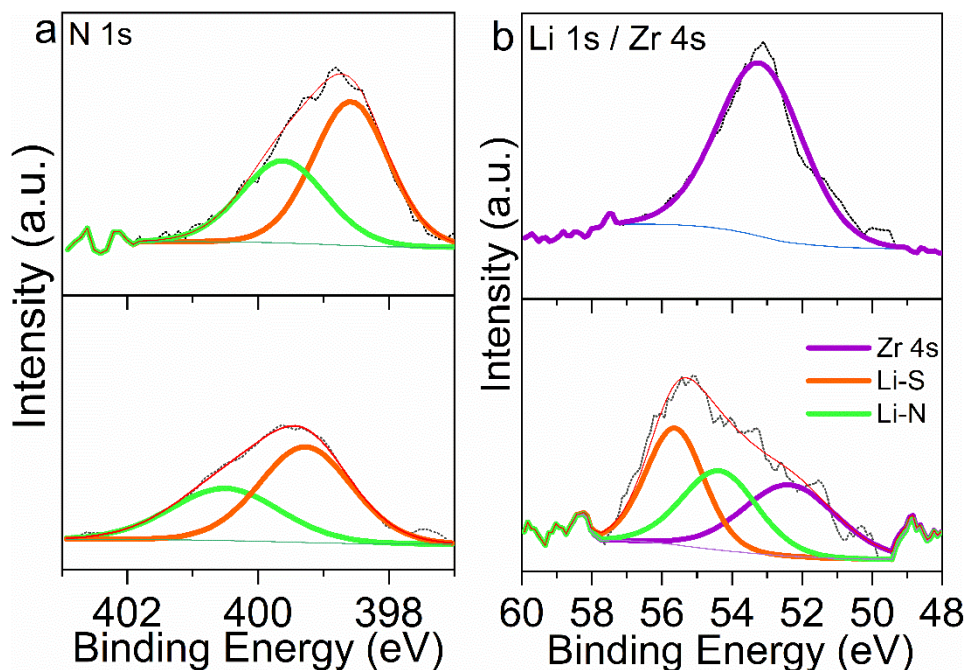 a N 1s
b Li 1s / Zr 4s
Intensity (a.u.)
Intensity (a.u.)
Zr 4s
Li-S
Li-N
402 400 398
60 58 56 54 52 50 48
Binding Energy (eV)
Binding Energy (eV)